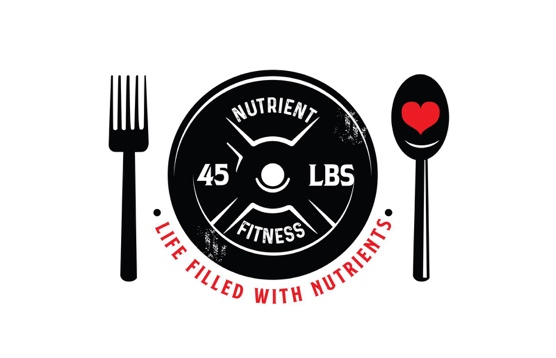 NUTRIENT
45 LBS
FITNESS
LIFE FILLED WITH NUTRIENTS